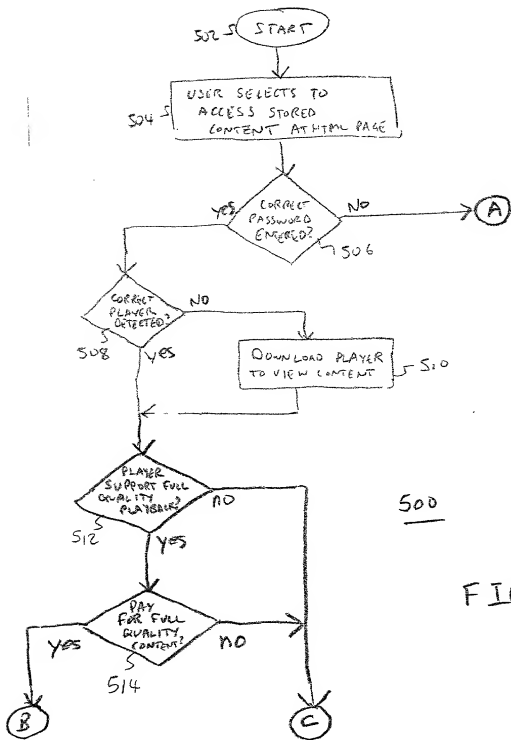 502
START
504
USER SELECTS TO
ACCESS STORED
CONTENT AT HTML PAGE
CORRECT
PASSWORD
ENTERED?
yes
NO
A
506
CORRECT
PLAYER
DETECTED?
NO
508
yes
DOWNLOAD PLAYER
TO VIEW CONTENT
510
PLAYER
SUPPORT FULL
QUALITY
PLAYBACK?
no
512
yes
500
PAY
FOR FULL
QUALITY
CONTENT?
yes
no
514
FI
B
C